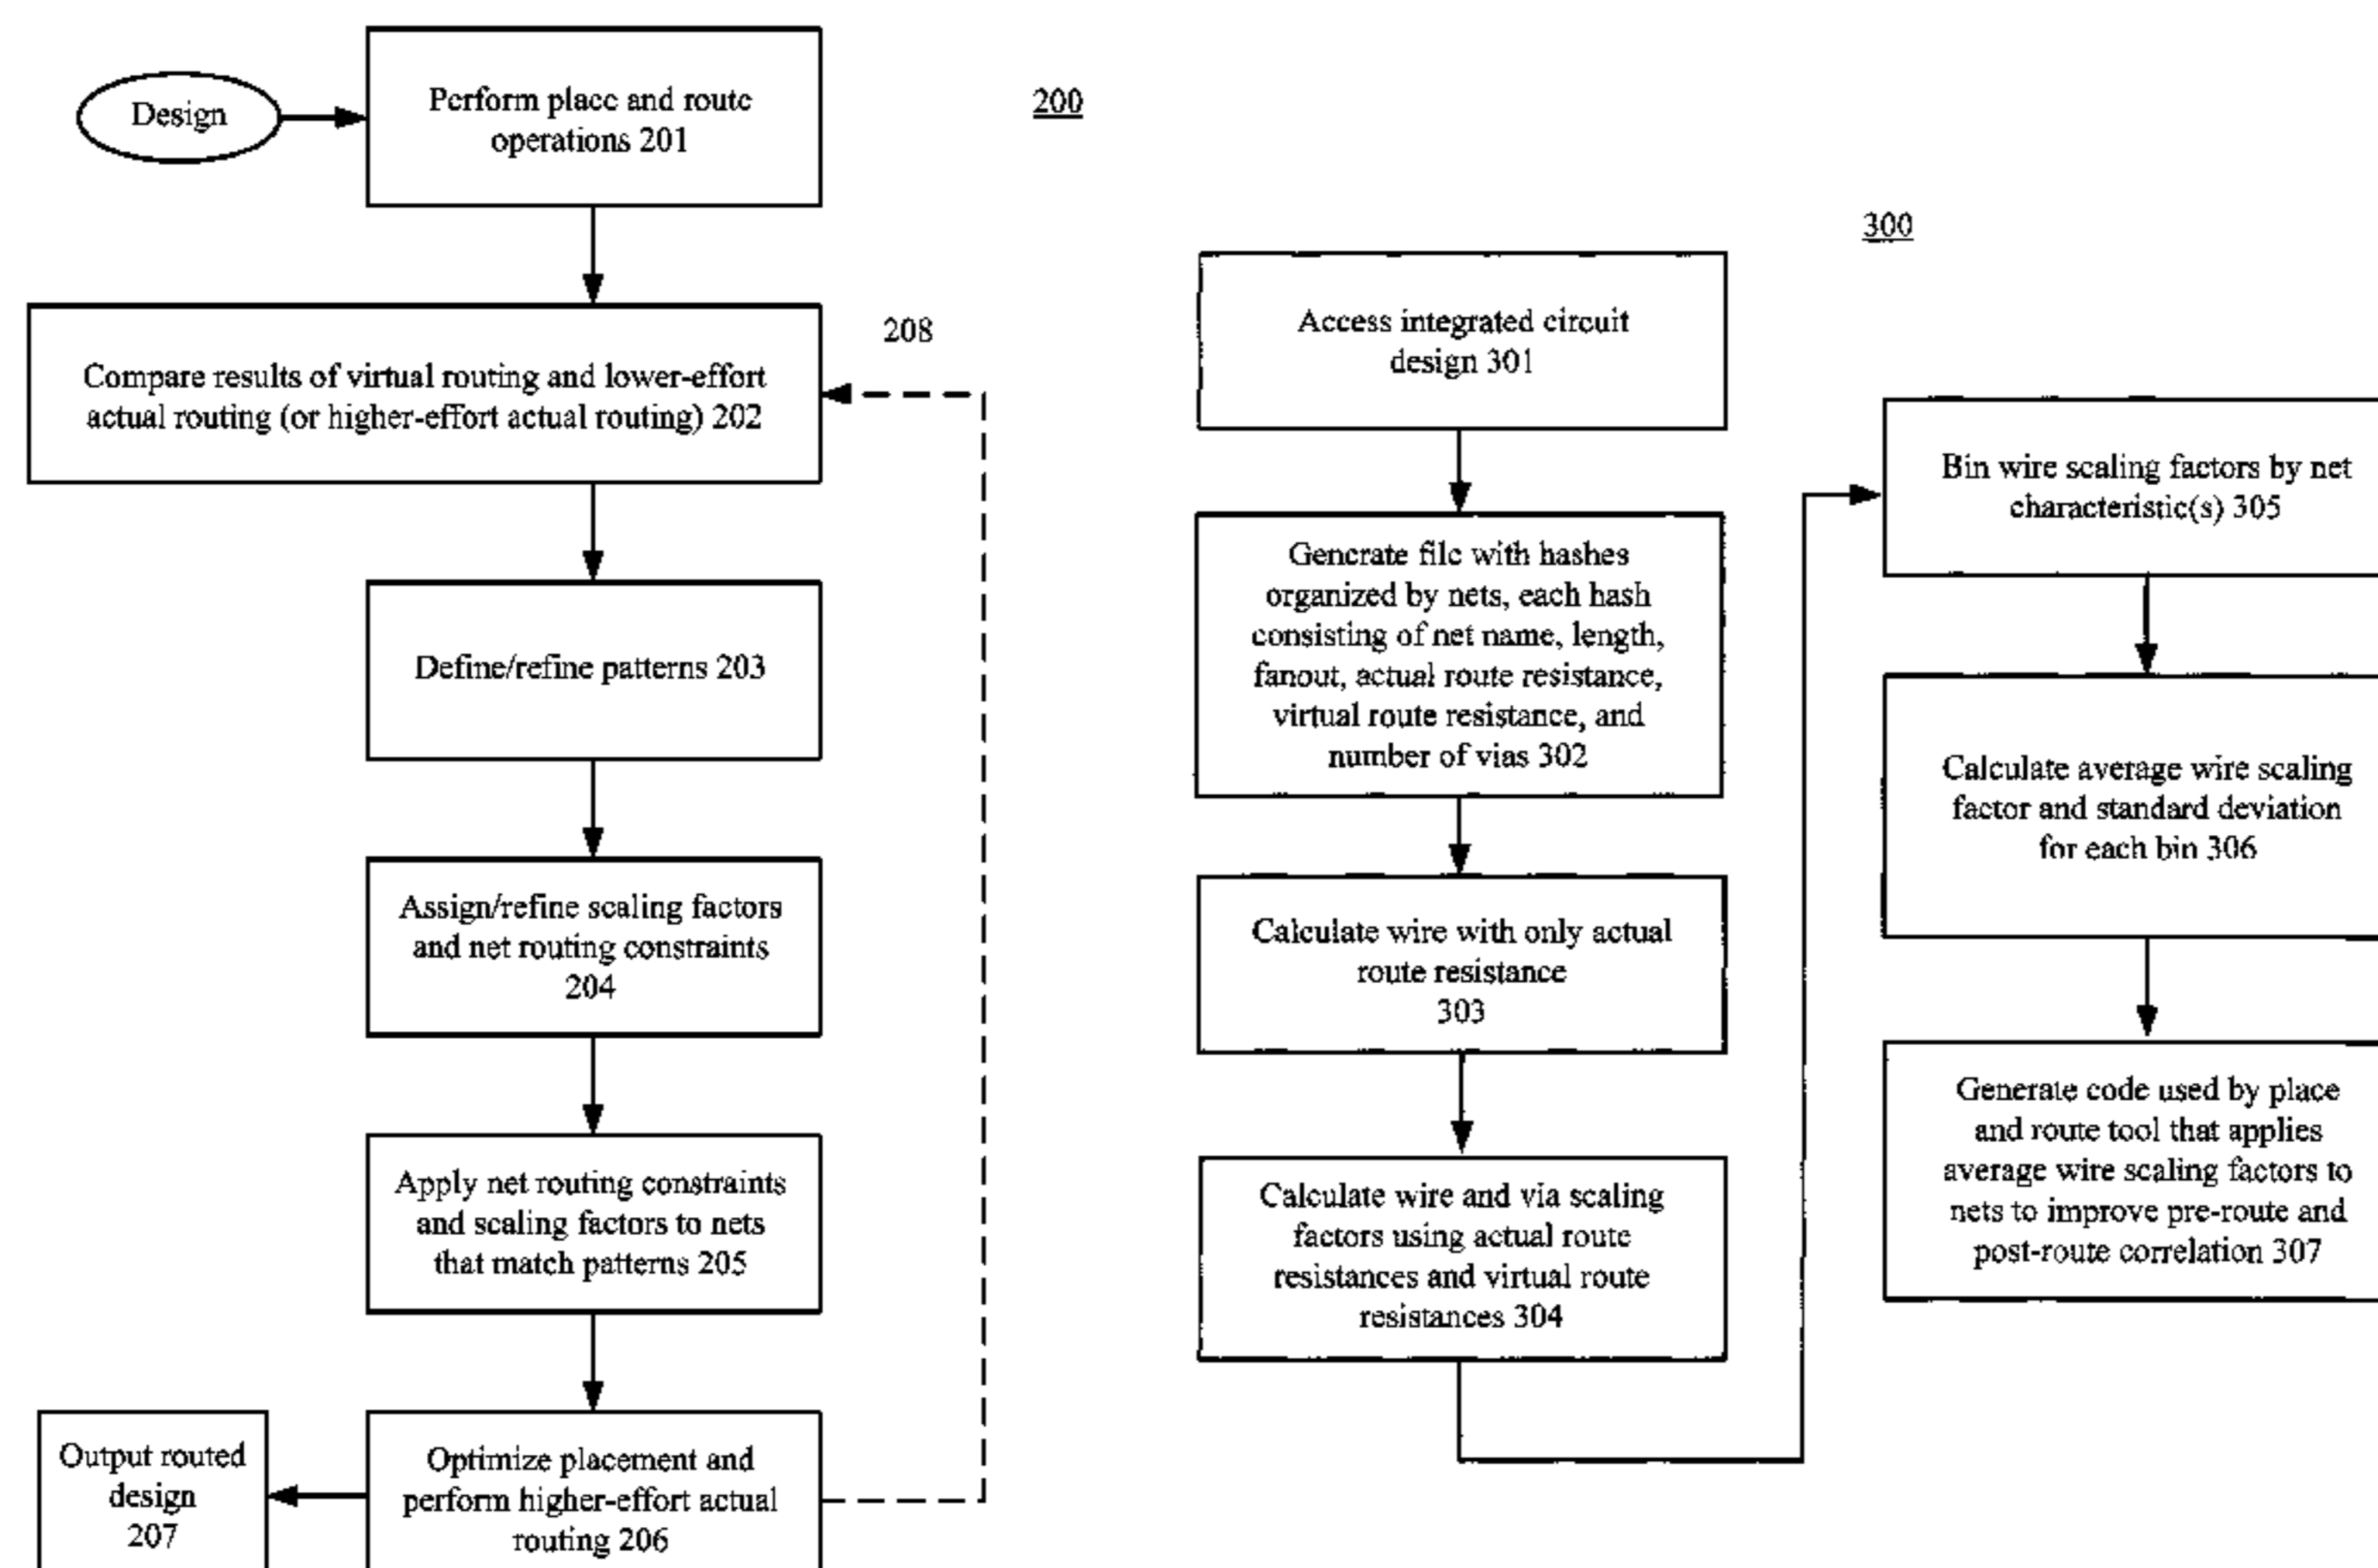 Design
Perform place and route
operations 201
200
Compare results of virtual routing and lower-effort
actual routing (or higher-effort actual routing) 202
208
Define/refine patterns 203
Assign/refine scaling factors
and net routing constraints
204
Apply net routing constraints
and scaling factors to nets
that match patterns 205
Optimize placement and
perform higher-effort actual
routing 206
Output routed
design
207
300
Access integrated circuit
design 301
Generate file with hashes
organized by nets, each hash
consisting of net name, length,
fanout, actual route resistance,
virtual route resistance, and
number of vias 302
Calculate wire with only actual
route resistance
303
Calculate wire and via scaling
factors using actual route
resistances and virtual route
resistances 304
Bin wire scaling factors by net
characteristic(s) 305
Calculate average wire scaling
factor and standard deviation
for each bin 306
Generate code used by place
and route tool that applies
average wire scaling factors to
nets to improve pre-route and
post-route correlation 307